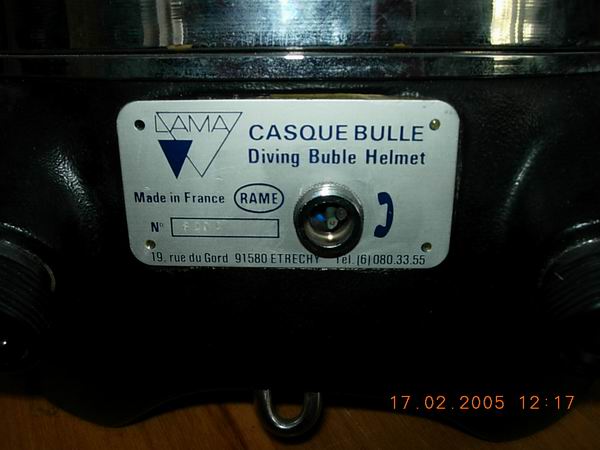 LAMA
CASQUE BULLE
Diving Buble Helmet
Made in France RAME
N°
19, rue du Gord 91580 ETRECHY Tel. (6) 080.33.55
17.02.2005 12:17